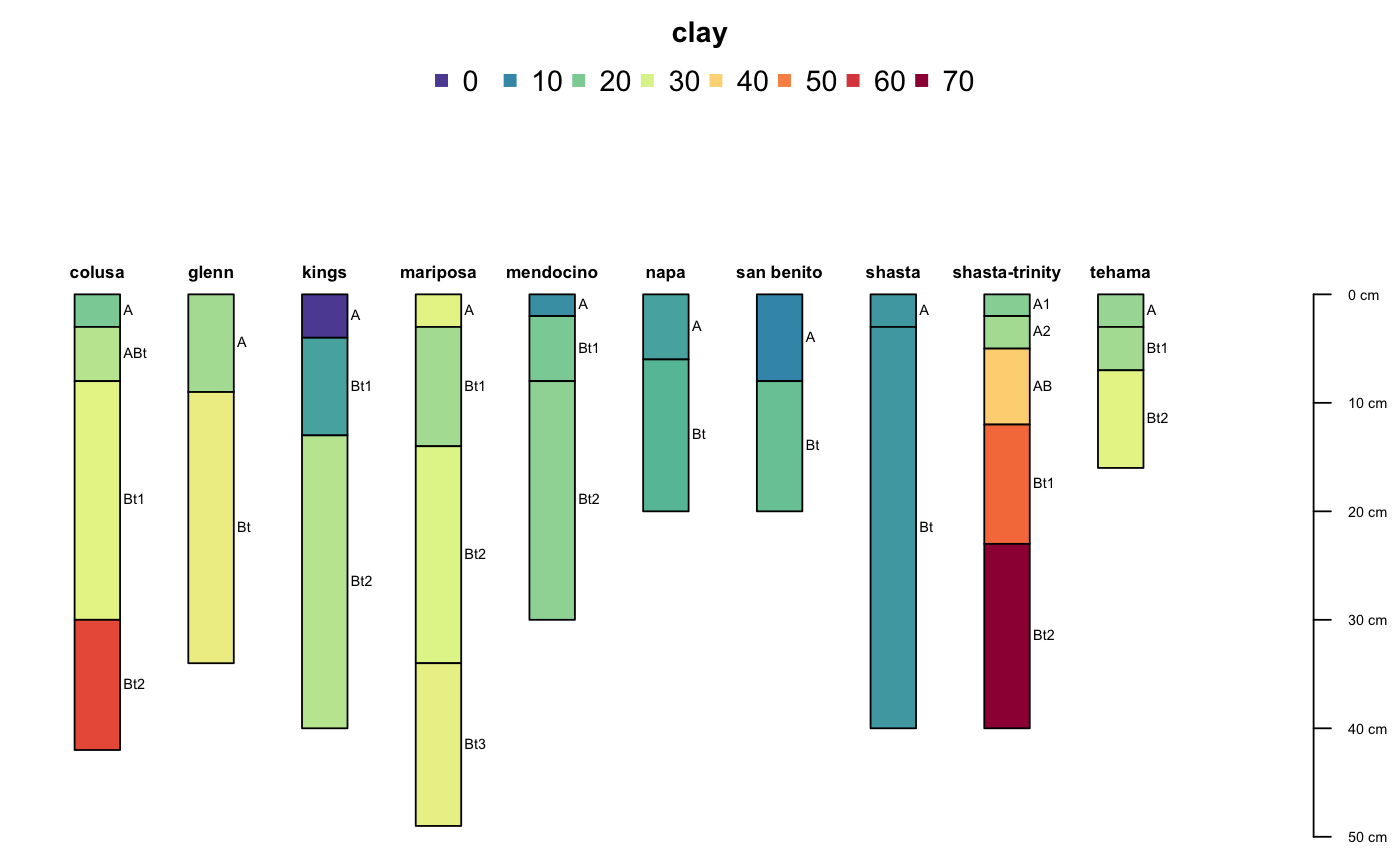 clay
0 10 20 30 40 50 60 70
colusa glenn kings mariposa mendocino napa san benito shasta shasta-trinity tehama
A
ABt
Bt1
Bt2
A
Bt
A
Bt1
Bt2
A
Bt1
Bt2
Bt3
A
Bt1
Bt2
A
Bt
A
Bt
A
Bt
A1
A2
AB
Bt1
Bt2
A
Bt1
Bt2
0 cm
10 cm
20 cm
30 cm
40 cm
50 cm